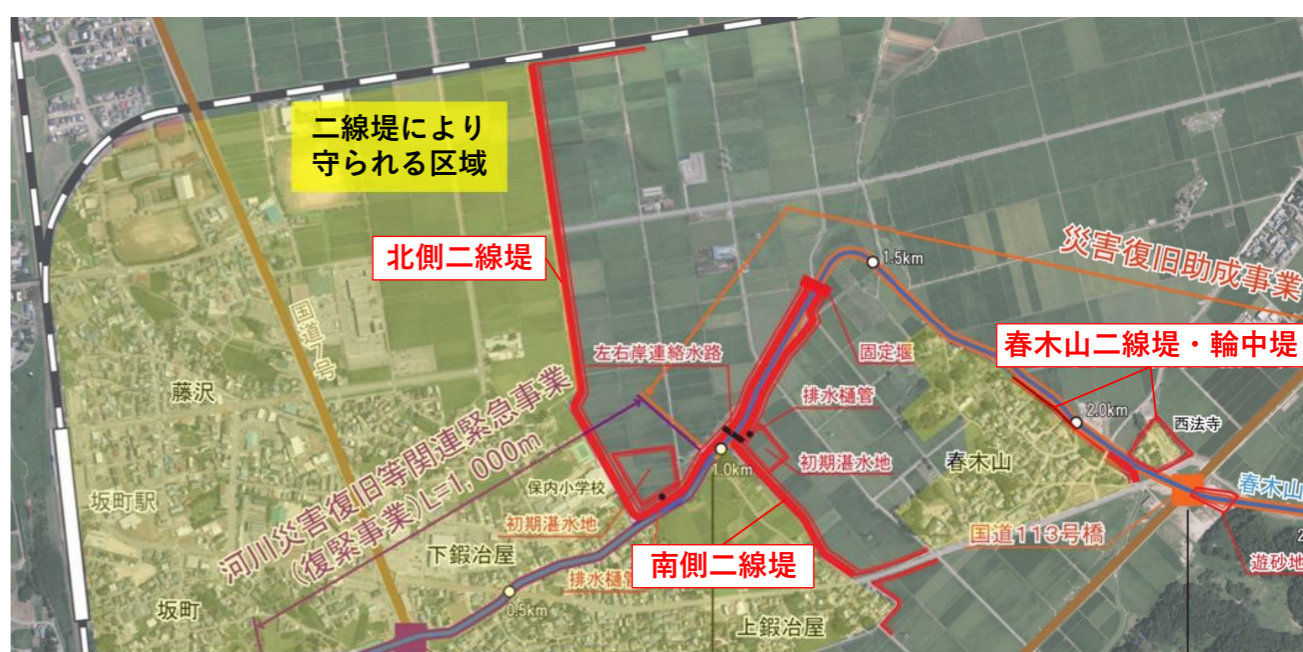 二線堤により
守られる区域
北側二線堤
災害復旧助成事業
1.5km
国道7号
左右岸連絡水路
固定堰
春木山二線堤・輪中堤
藤沢
排水樋管
2.0km
西法寺
河川災害復旧等関連緊急事業
(復緊事業)L=1,000m
初期湛水地
春木山
1.0km
保内小学校
春木山
坂町駅
初期湛水地
国道113号橋
下鍛冶屋
南側二線堤
遊砂地
排水樋管
0.5km
坂町
上鍛冶屋